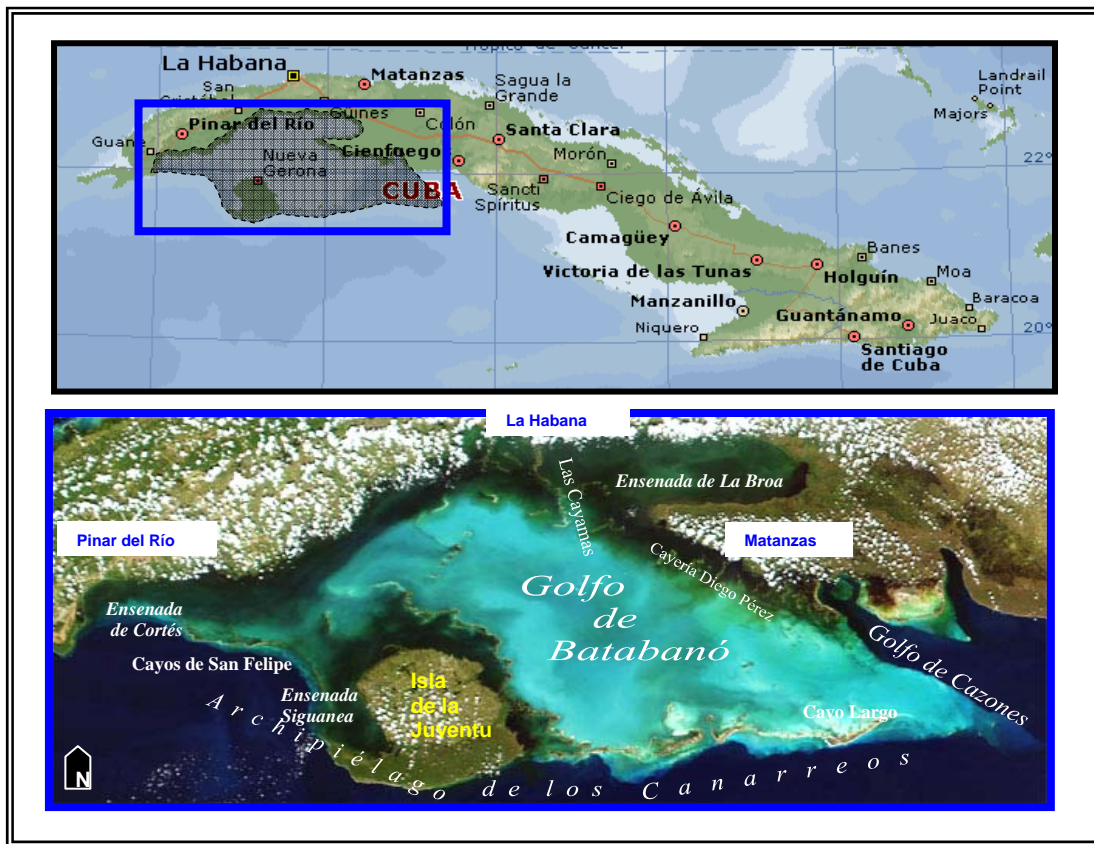 Trópico de Cáncer
La Habana
Matanzas
Sagua la
Grande
Landrail
Point
Majors
San
Cristóbal
Güines
Colón
Pinar del Río
Santa Clara
Guane
Cienfuegos
Morón
22°
Nueva
Gerona
CUBA
Sancti
Spíritus
Ciego de Ávila
Camagüey
Banes
Victoria de las Tunas
Holguín
Moa
Manzanillo
Guantánamo
Baracoa
Juaco
Niquero
20°
Santiago
de Cuba
La Habana
Las Cayamas
Ensenada de La Broa
Pinar del Río
Matanzas
Cayería Diego Pérez
Golfo
de
Batabanó
Ensenada
de Cortés
Golfo de Cazones
Cayos de San Felipe
Isla
de la
Juventu
Ensenada
Siguanea
Cayo Largo
Archipiélago de los Canarreos
N